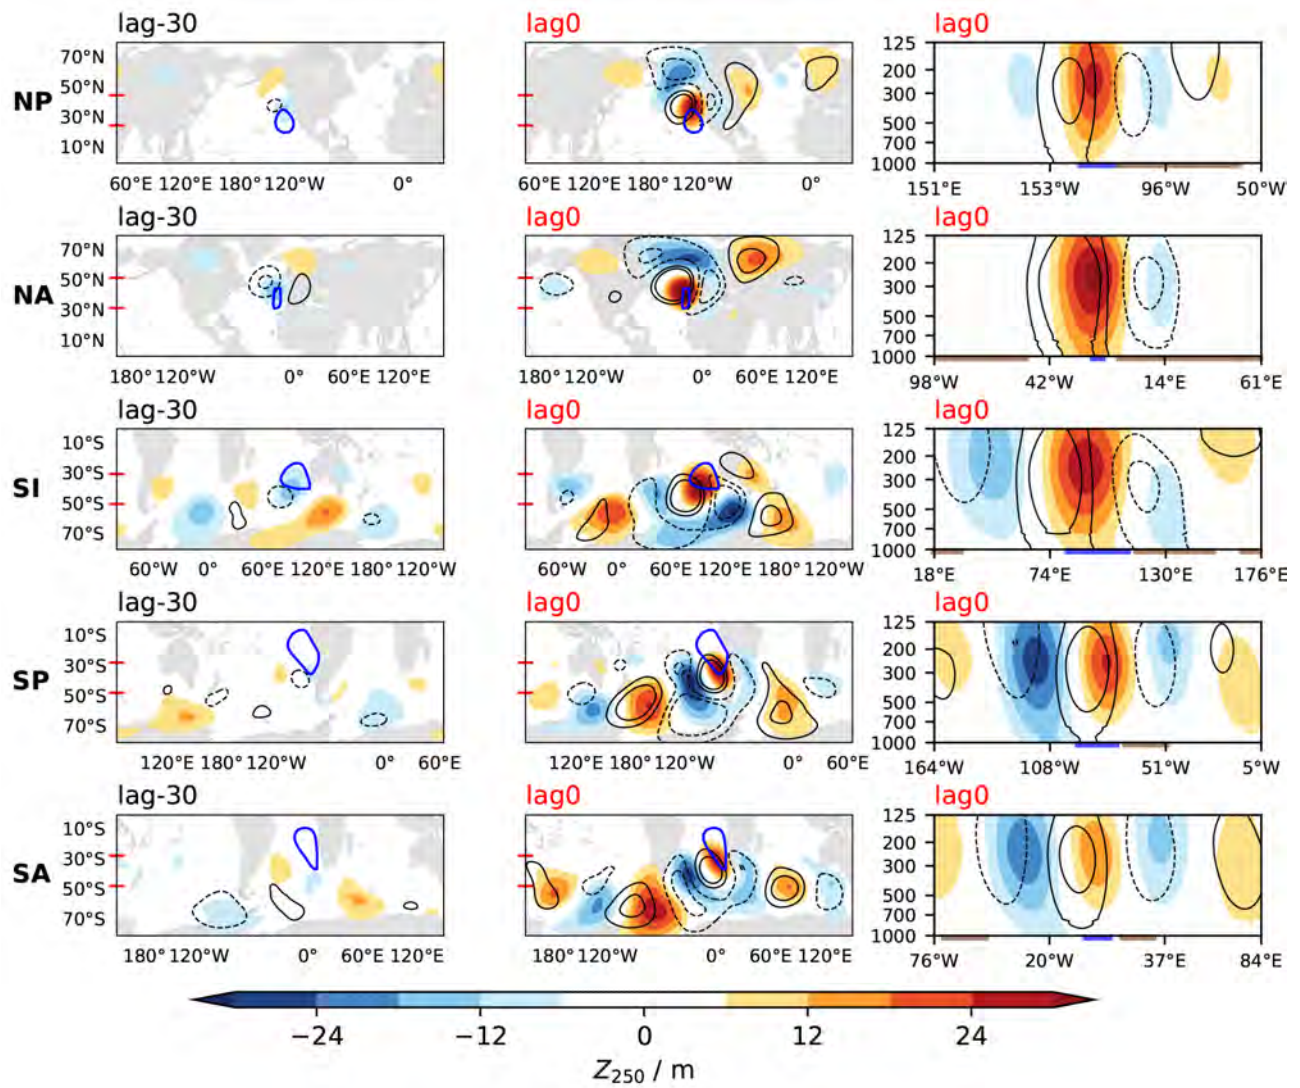 lag-30 lag0 lag0
NP
70°N 50°N 30°N 10°N
125 200 300 500 1000
60°E 120°E 180° 120°W 0°
60°E 120°E 180° 120°W 0°
151°E 153°W 96°W 50°W
lag-30 lag0 lag0
NA
70°N 50°N 30°N 10°N
125 200 300 500 700 1000
180° 120°W 0° 60°E 120°E
180° 120°W 0° 60°E 120°E
98°W 42°W 14°E 61°E
lag-30 lag0 lag0
SI
10°S 30°S 50°S 70°S
125 200 300 500 700 1000
60°W 0° 60°E 120°E 180° 120°W
60°W 0° 60°E 120°E 180° 120°W
18°E 74°E 130°E 176°E
lag-30 lag0 lag0
SP
10°S 30°S 50°S 70°S
125 200 300 500 700 1000
120°E 180° 120°W 0° 60°E
120°E 180° 120°W 0° 60°E
164°W 108°W 51°W 5°W
lag-30 lag0 lag0
SA
10°S 30°S 50°S 70°S
125 200 300 500 700 1000
180° 120°W 0° 60°E 120°E
180° 120°W 0° 60°E 120°E
76°W 20°W 37°E 84°E
−24 −12 0 12 24
Z250 / m